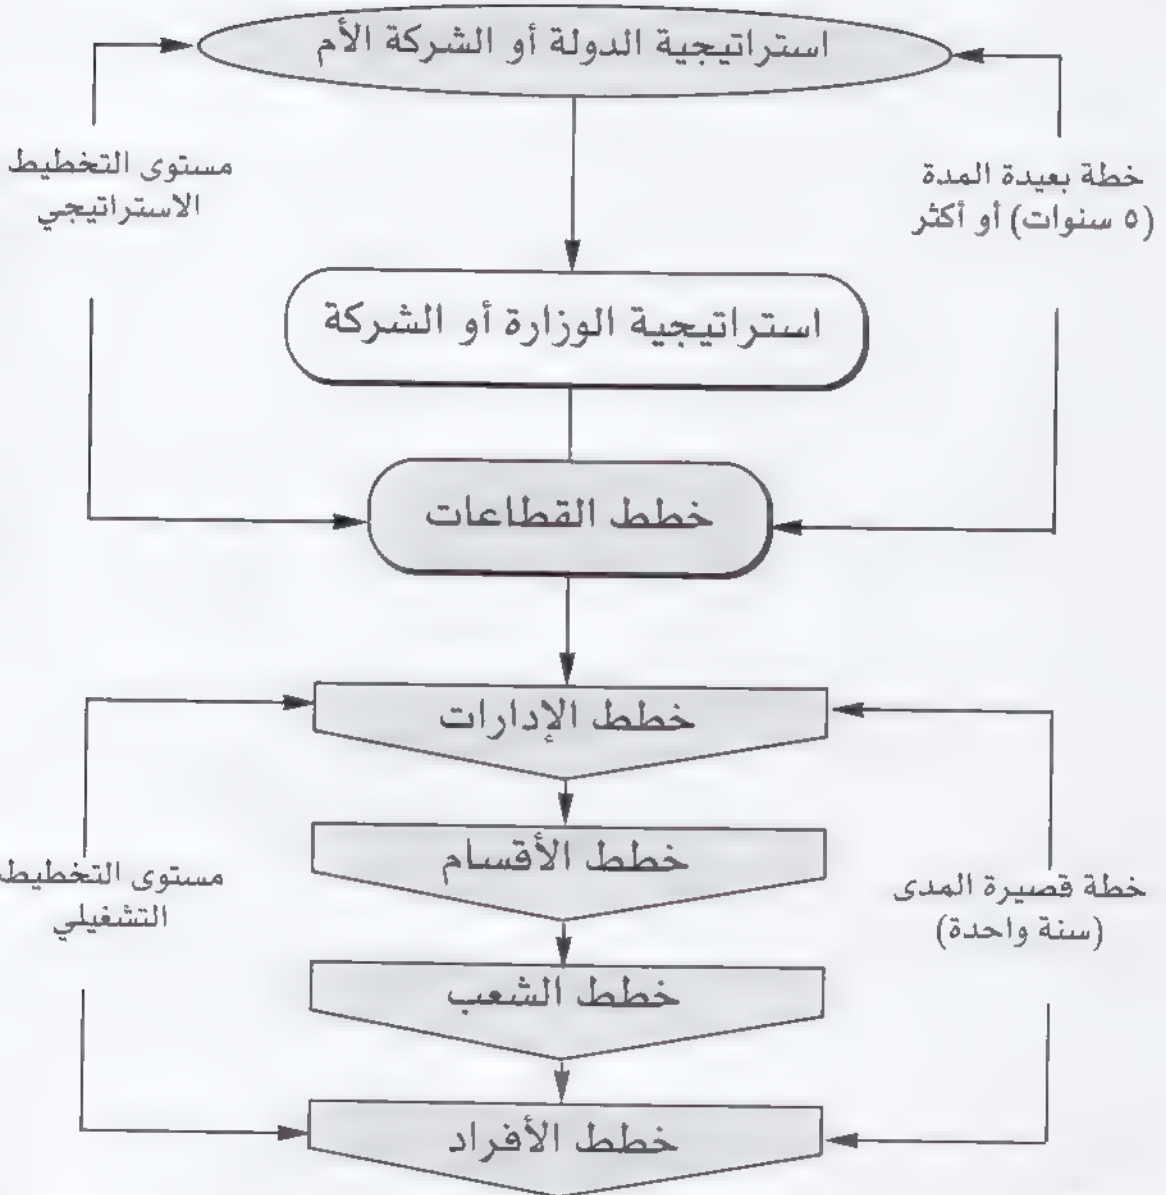 استراتيجية الدولة أو الشركة الأم
خطة بعيدة المدة
(٥ سنوات) أو أكثر
مستوى التخطيط
الاستراتيجي
استراتيجية الوزارة أو الشركة
خطط القطاعات
خطط الإدارات
خطط الأقسام
خطة قصيرة المدى
(سنة واحدة)
مستوى التخطيط
التشغيلي
خطط الشعب
خطط الأفراد